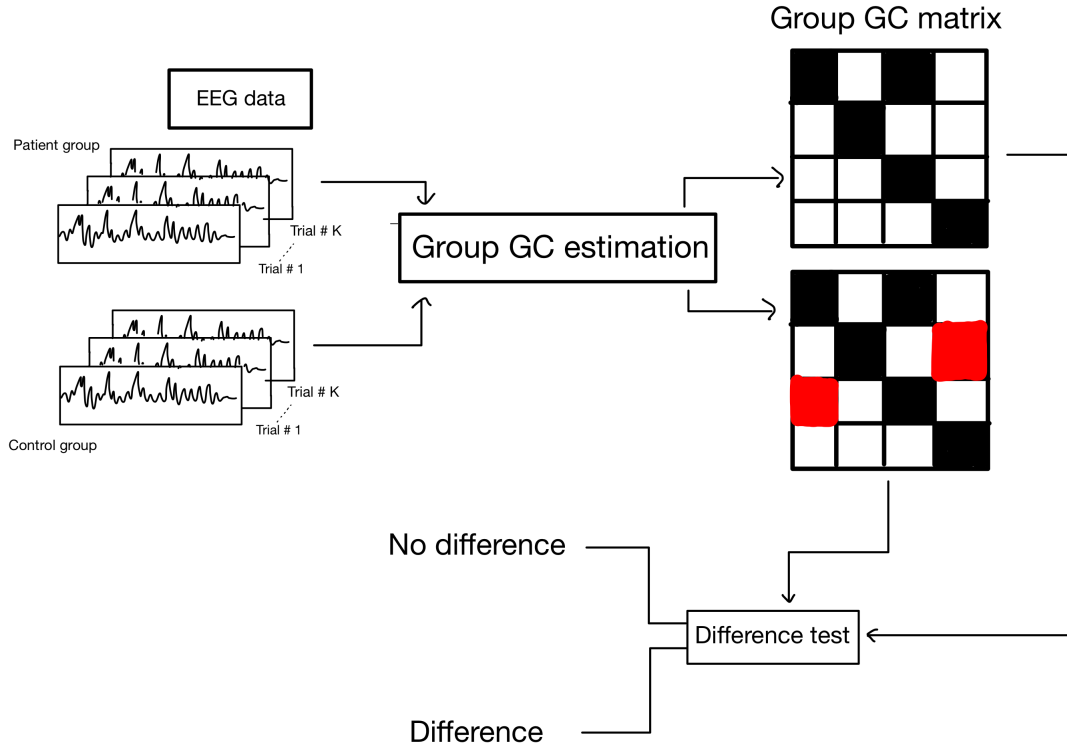 Group GC matrix
EEG data
Patient group
Trial # K
Trial # 1
Group GC estimation
Trial # K
Trial # 1
Control group
No difference
Difference test
Difference